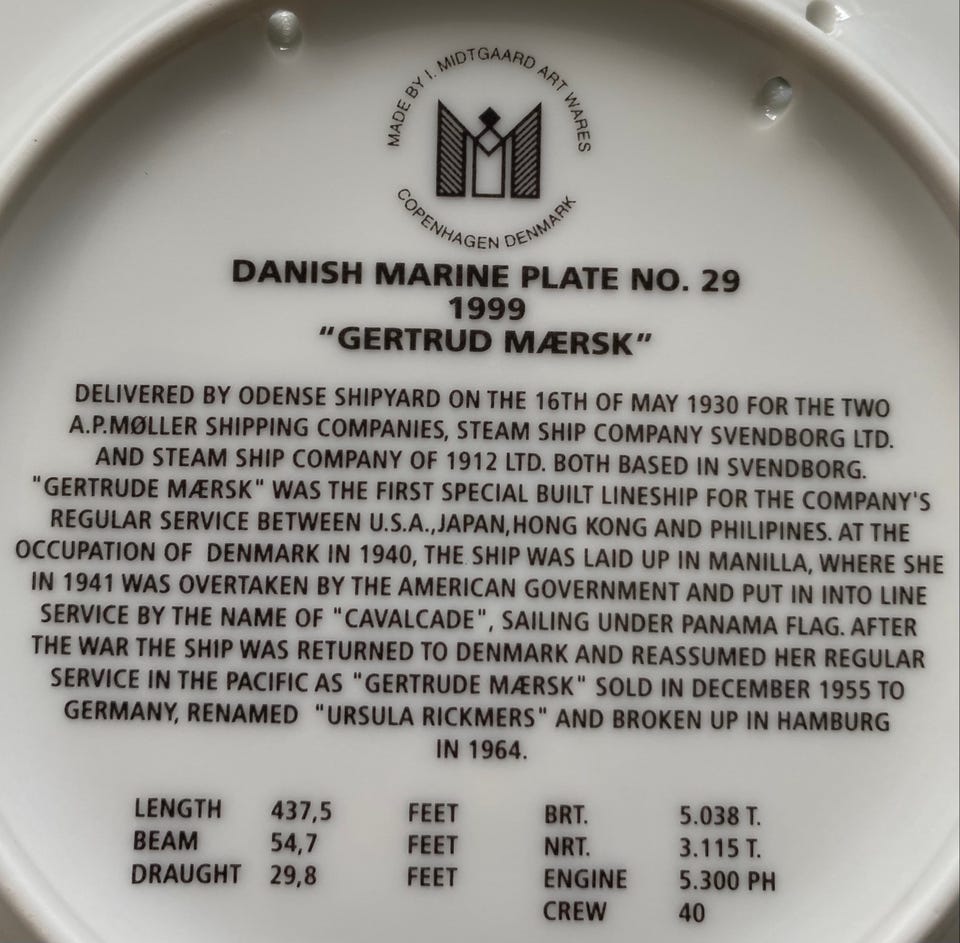 MADE BY I. MIDTGAARD ART WARES
COPENHAGEN DENMARK
DANISH MARINE PLATE NO. 29
1999
“GERTRUD MÆRSK”
DELIVERED BY ODENSE SHIPYARD ON THE 16TH OF MAY 1930 FOR THE TWO
A.P.MØLLER SHIPPING COMPANIES, STEAM SHIP COMPANY SVENDBORG LTD.
AND STEAM SHIP COMPANY OF 1912 LTD. BOTH BASED IN SVENDBORG.
"GERTRUDE MÆRSK" WAS THE FIRST SPECIAL BUILT LINESHIP FOR THE COMPANY'S
REGULAR SERVICE BETWEEN U.S.A.,JAPAN,HONG KONG AND PHILIPINES. AT THE
OCCUPATION OF DENMARK IN 1940, THE SHIP WAS LAID UP IN MANILLA, WHERE SHE
IN 1941 WAS OVERTAKEN BY THE AMERICAN GOVERNMENT AND PUT IN INTO LINE
SERVICE BY THE NAME OF "CAVALCADE", SAILING UNDER PANAMA FLAG. AFTER
THE WAR THE SHIP WAS RETURNED TO DENMARK AND REASSUMED HER REGULAR
SERVICE IN THE PACIFIC AS "GERTRUDE MÆRSK" SOLD IN DECEMBER 1955 TO
GERMANY, RENAMED "URSULA RICKMERS" AND BROKEN UP IN HAMBURG
IN 1964.
LENGTH 437,5 FEET BRT. 5.038 T.
BEAM 54,7 FEET NRT. 3.115 T.
DRAUGHT 29,8 FEET ENGINE 5.300 PH
CREW 40